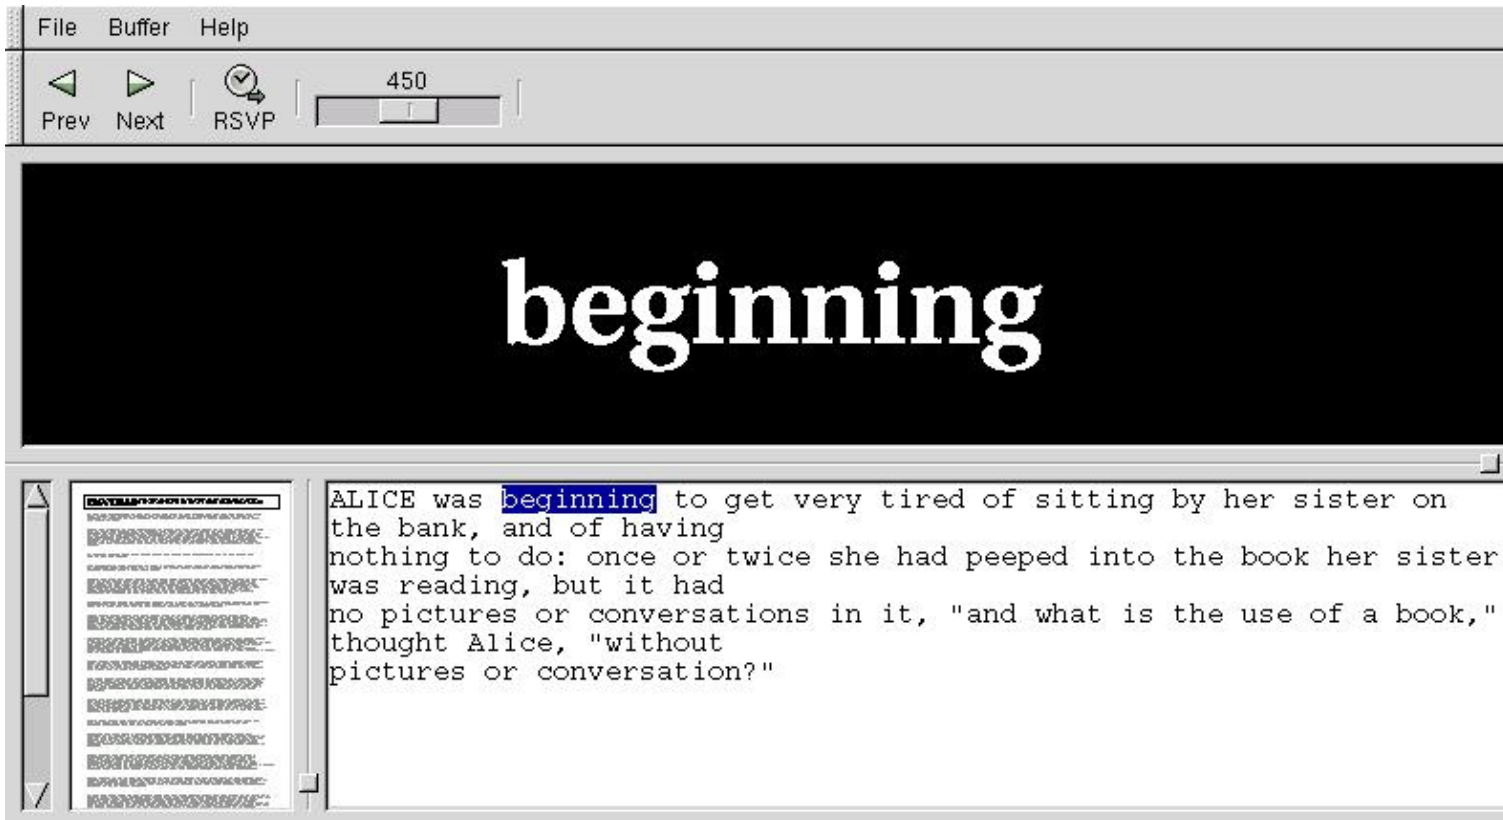 File Buffer Help
450
Prev Next RSVP
beginning
ALICE was beginning to get very tired of sitting by her sister on
the bank, and of having
nothing to do: once or twice she had peeped into the book her sister
was reading, but it had
no pictures or conversations in it, "and what is the use of a book,"
thought Alice, "without
pictures or conversation?"